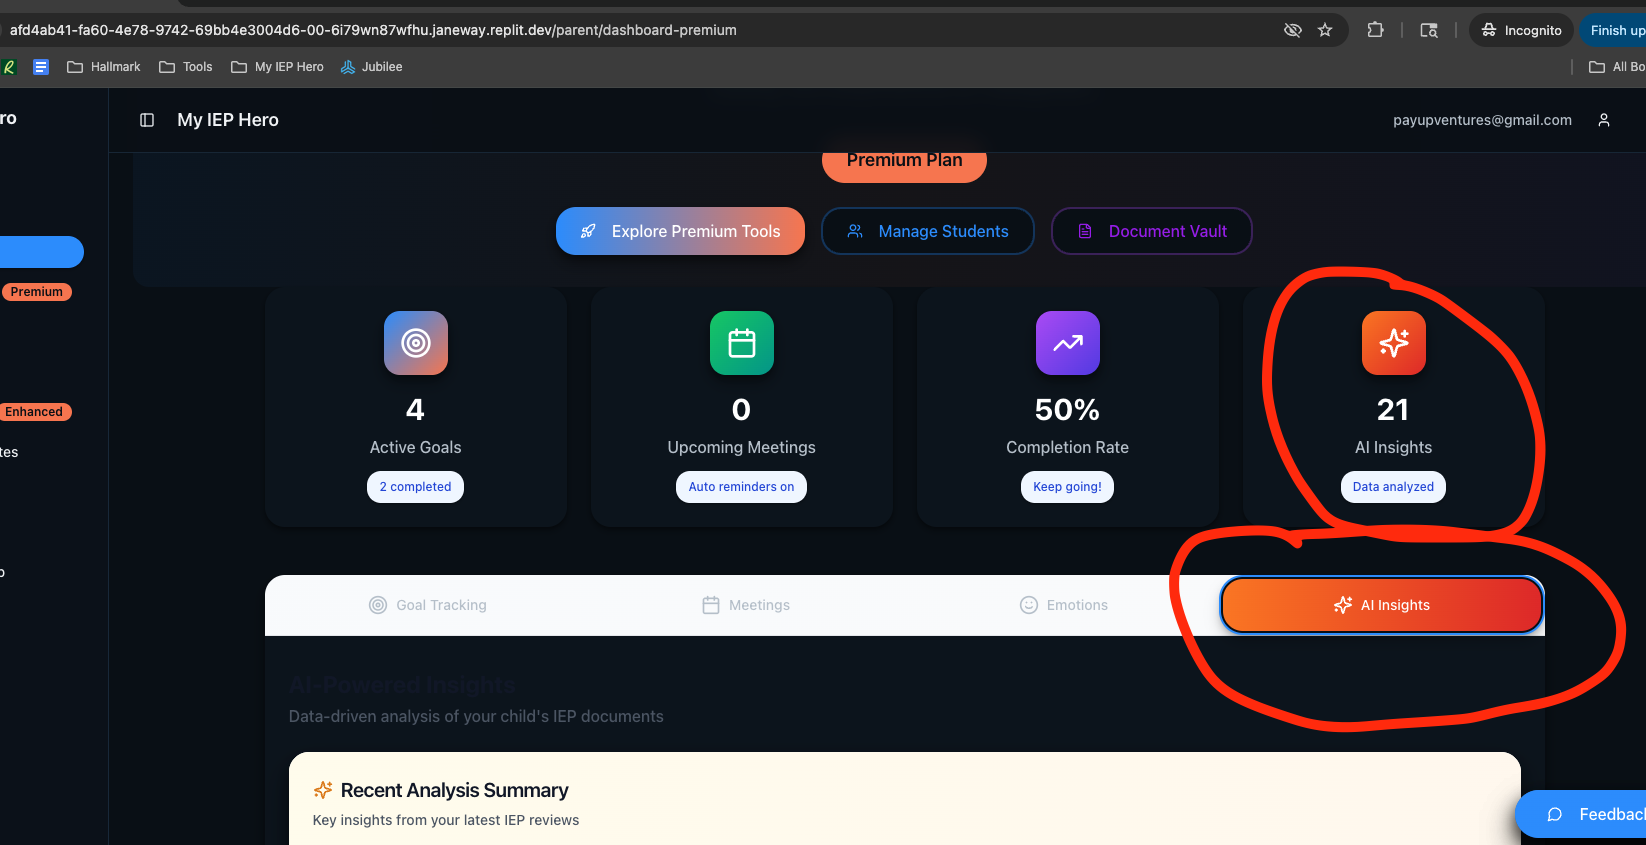 afd4ab41-fa60-4e78-9742-69bb4e3004d6-00-6i79wn87wfhu.janeway.replit.dev/parent/dashboard-premium
Incognito
Finish up
Hallmark
Tools
My IEP Hero
Jubilee
All Bo
ro
My IEP Hero
payupventures@gmail.com
Premium Plan
Explore Premium Tools
Manage Students
Document Vault
Premium
Enhanced
tes
4
Active Goals
2 completed
0
Upcoming Meetings
Auto reminders on
50%
Completion Rate
Keep going!
21
AI Insights
Data analyzed
Goal Tracking
Meetings
Emotions
AI Insights
AI-Powered Insights
Data-driven analysis of your child's IEP documents
Recent Analysis Summary
Key insights from your latest IEP reviews
Feedbac